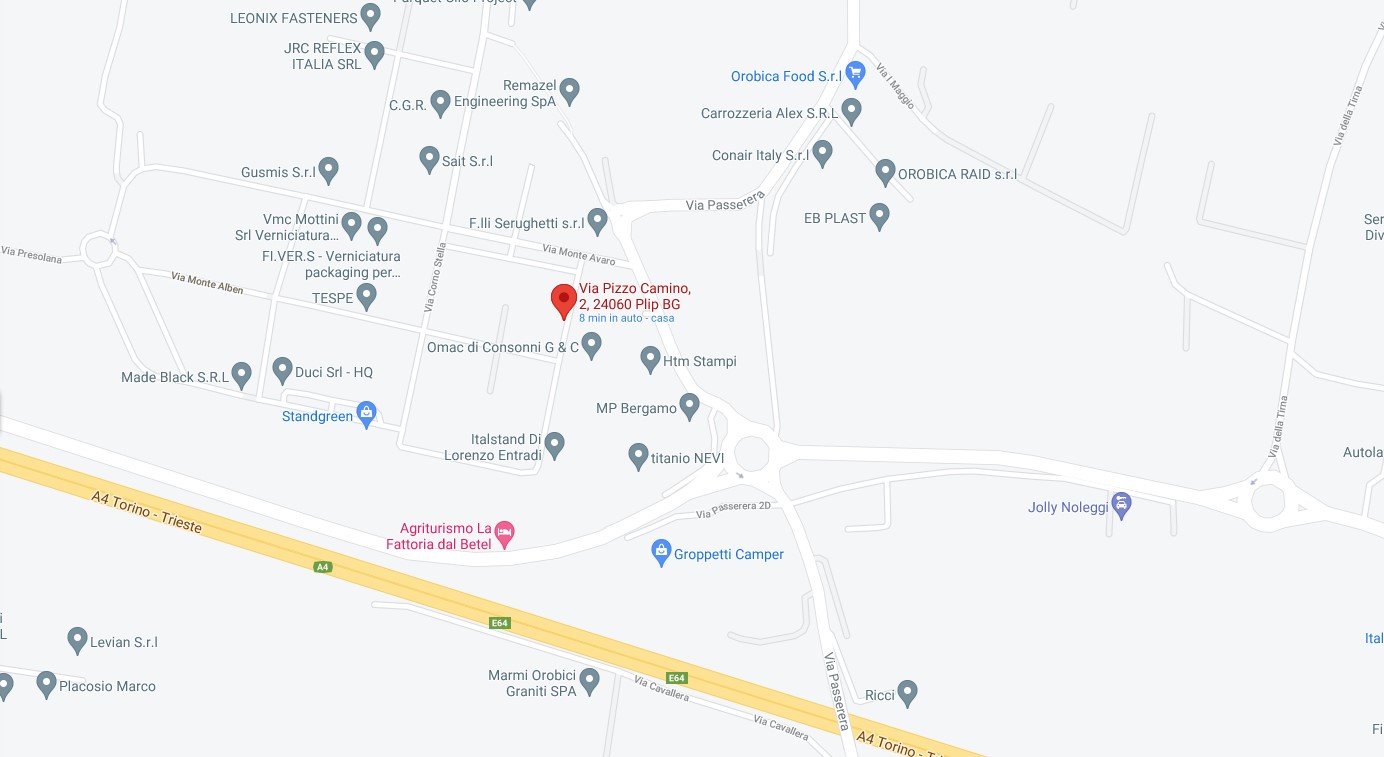 Parquet Clio Project
LEONIX FASTENERS
JRC REFLEX
ITALIA SRL
Remazel
Engineering SpA
C.G.R.
Orobica Food S.r.l
Via I Maggio
Carrozzeria Alex S.R.L
Via della Tirna
Sait S.r.l
Conair Italy S.r.l
Gusmis S.r.l
OROBICA RAID s.r.l
Via Passerera
Vmc Mottini
Srl Verniciatura...
F.lli Serughetti s.r.l
EB PLAST
Ser
Div
Via Presolana
FI.VER.S - Verniciatura
packaging per...
Via Monte Avaro
Via Corno Stella
Via Monte Alben
TESPE
Via Pizzo Camino,
2, 24060 Plip BG
8 min in auto - casa
Omac di Consonni G & C
Htm Stampi
Made Black S.R.L
Duci Srl - HQ
Standgreen
MP Bergamo
Italstand Di
Lorenzo Entradi
titanio NEVI
Via della Tirna
Autola
A4 Torino - Trieste
Via Passerera 2D
Jolly Noleggi
Agriturismo La
Fattoria dal Betel
Groppetti Camper
A4
E64
i
L
Levian S.r.l
Ital
Placosio Marco
Marmi Orobici
Graniti SPA
E64
Via Cavallera
Via Passerera
Ricci
Via Cavallera
Fi
A4 Torino - Tri